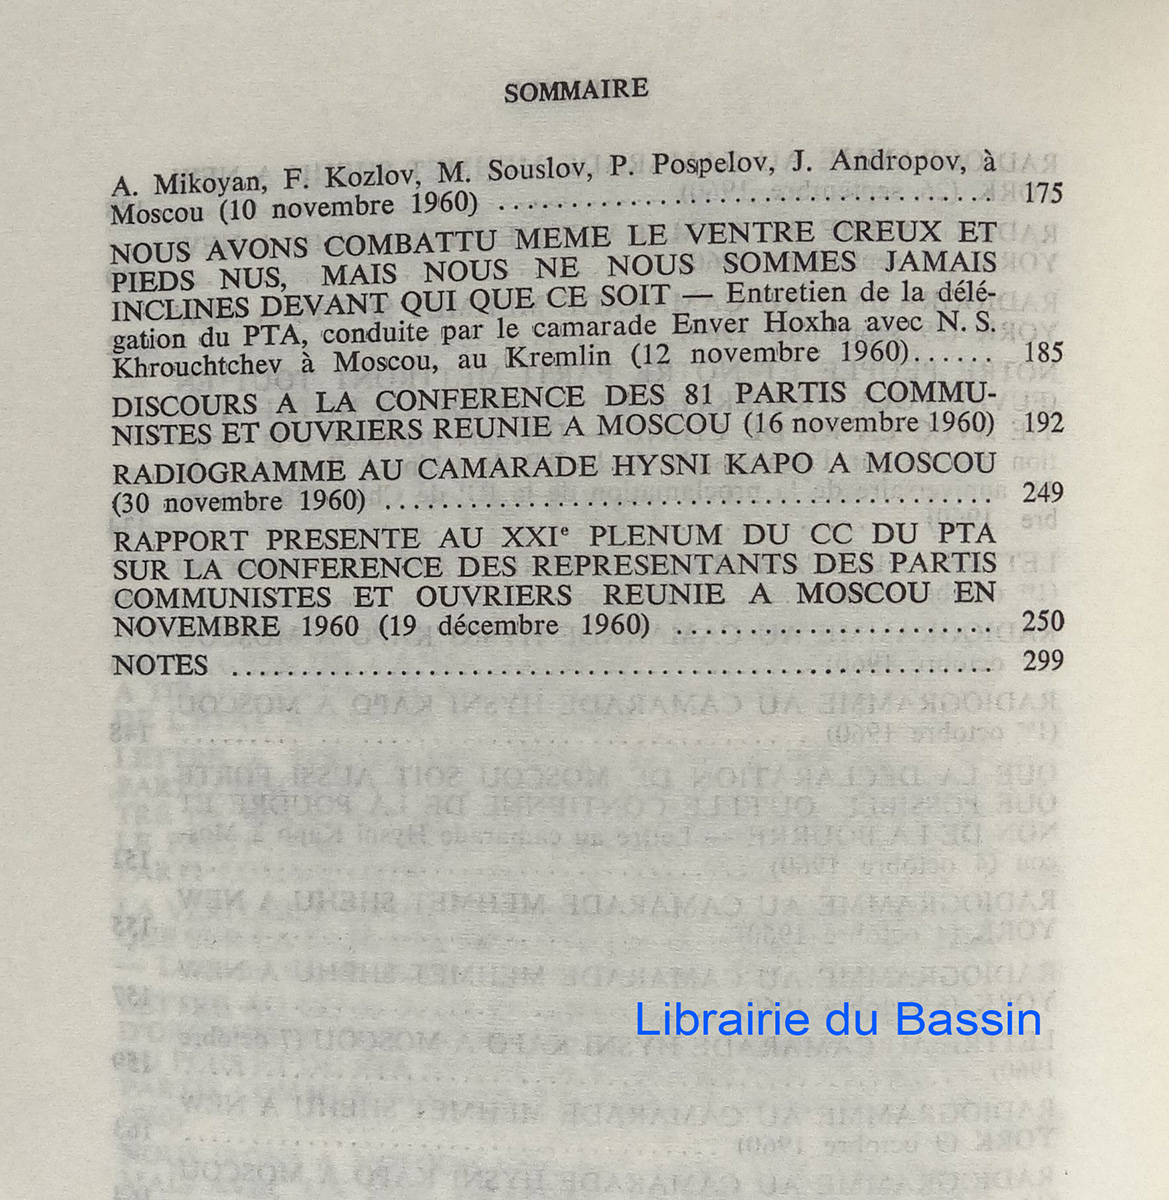 SOMMAIRE
A. Mikoyan, F. Kozlov, M. Souslov, P. Pospelov, J. Andropov, à
Moscou (10 novembre 1960) .................................... 175
NOUS AVONS COMBATTU MEME LE VENTRE CREUX ET
PIEDS NUS, MAIS NOUS NE NOUS SOMMES JAMAIS
INCLINES DEVANT QUI QUE CE SOIT — Entretien de la délé-
gation du PTA, conduite par le camarade Enver Hoxha avec N. S.
Khrouchtchev à Moscou, au Kremlin (12 novembre 1960)...... 185
DISCOURS A LA CONFERENCE DES 81 PARTIS COMMU-
NISTES ET OUVRIERS REUNIE A MOSCOU (16 novembre 1960) 192
RADIOGRAMME AU CAMARADE HYSNI KAPO A MOSCOU
(30 novembre 1960) ............................................ 249
RAPPORT PRESENTE AU XXIe PLENUM DU CC DU PTA
SUR LA CONFERENCE DES REPRESENTANTS DES PARTIS
COMMUNISTES ET OUVRIERS REUNIE A MOSCOU EN
NOVEMBRE 1960 (19 décembre 1960) ....................... 250
NOTES ....................................................... 299
Librairie du Bassin